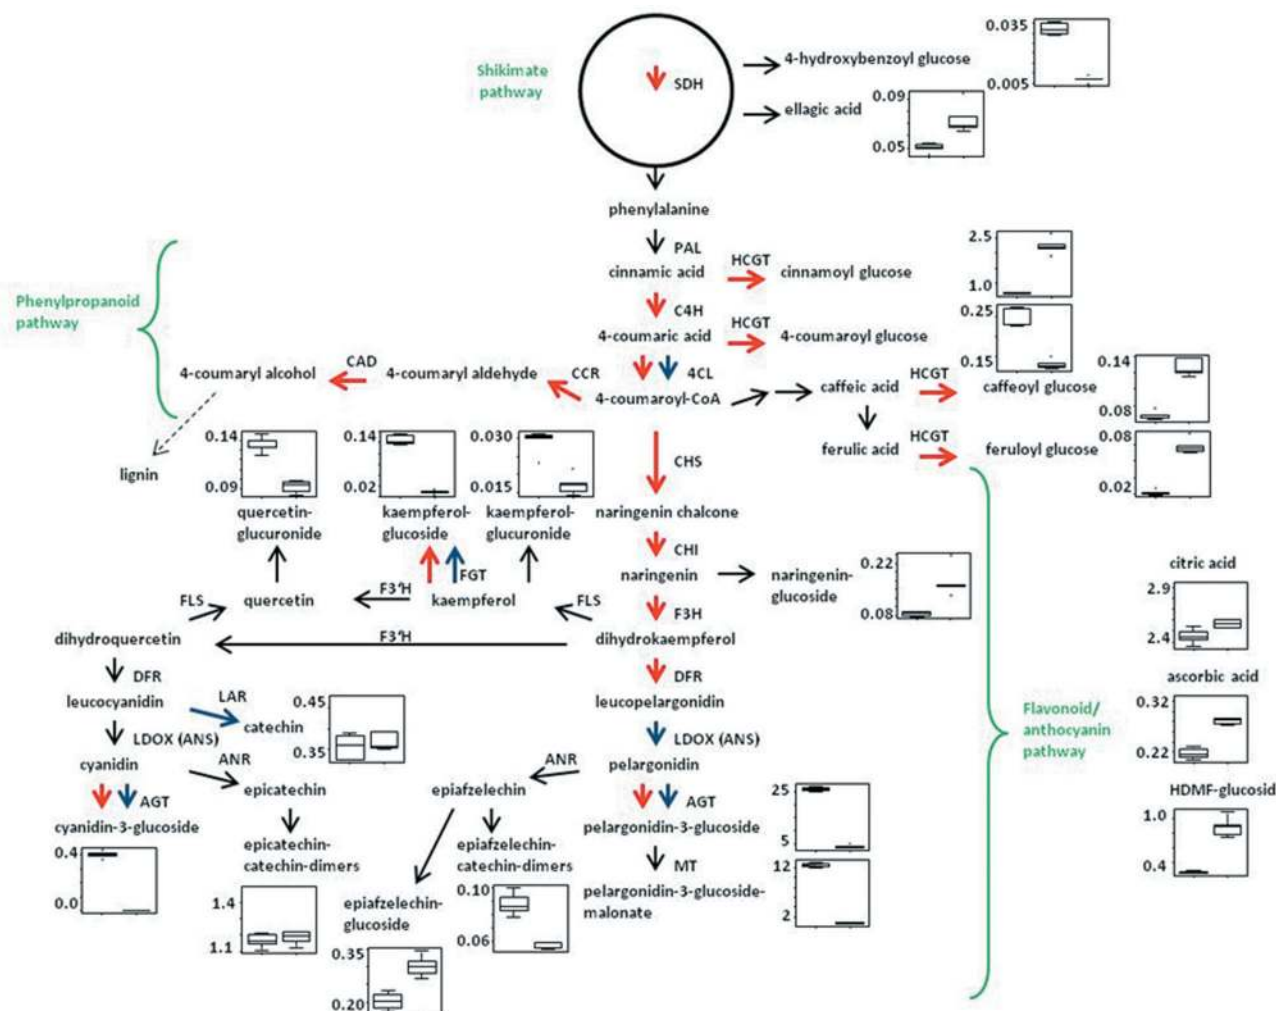 0.035
4-hydroxybenzoyl glucose
Shikimate
pathway
SDH
0.005
0.09
ellagic acid
0.05
phenylalanine
PAL
2.5
cinnamic acid
HCGT
cinnamoyl glucose
1.0
Phenylpropanoid
pathway
C4H
0.25
4-coumaric acid
HCGT
4-coumaroyl glucose
0.15
CAD
4-coumaryl alcohol
4-coumaryl aldehyde
CCR
4CL
4-coumaroyl-CoA
caffeic acid
HCGT
caffeoyl glucose
0.14
0.08
ferulic acid
HCGT
feruloyl glucose
0.08
0.02
lignin
0.14
0.09
0.14
0.02
0.030
0.015
CHS
quercetin-
glucuronide
kaempferol-
glucoside
kaempferol-
glucuronide
naringenin chalcone
CHI
FGT
naringenin
naringenin-
glucoside
0.22
0.08
citric acid
2.9
2.4
FLS
quercetin
F3'H
kaempferol
FLS
F3H
dihydroquercetin
F3'H
dihydrokaempferol
DFR
DFR
leucocyanidin
LAR
catechin
0.45
0.35
leucopelargonidin
ascorbic acid
0.32
0.22
Flavonoid/
anthocyanin
pathway
LDOX (ANS)
LDOX (ANS)
cyanidin
ANR
ANR
pelargonidin
epicatechin
epiafzelechin
AGT
AGT
25
5
HDMF-glucosid
1.0
0.4
cyanidin-3-glucoside
pelargonidin-3-glucoside
epicatechin-
catechin-dimers
epiafzelechin-
catechin-dimers
MT
12
2
0.4
0.0
pelargonidin-3-glucoside-
malonate
1.4
1.1
epiafzelechin-
glucoside
0.10
0.06
0.35
0.20